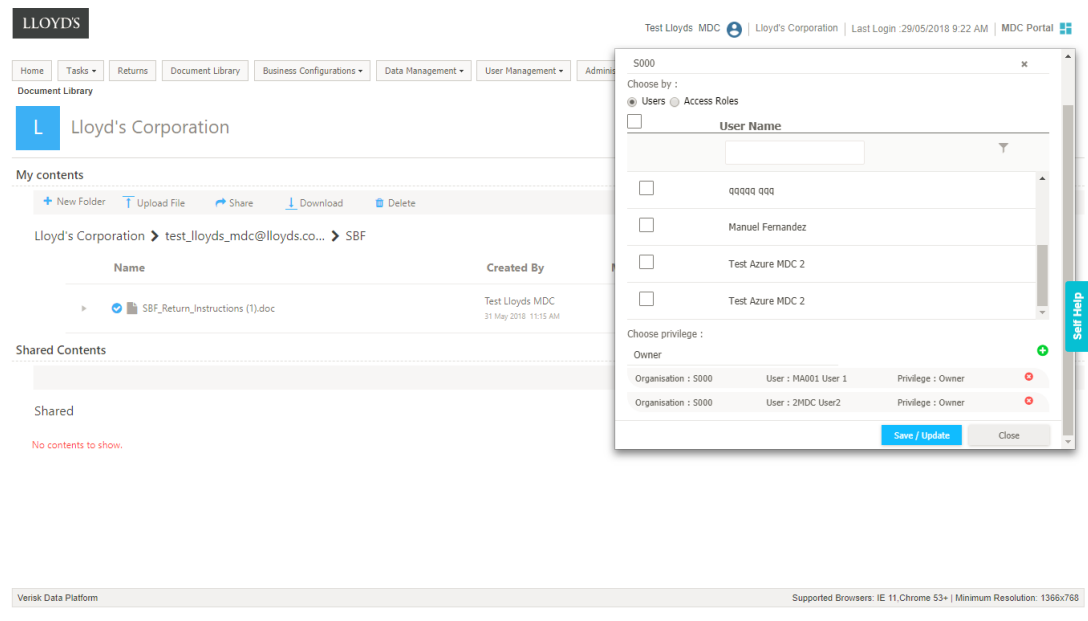 LLOYD'S
Test Lloyds MDC | Lloyd's Corporation | Last Login :29/05/2018 9:22 AM | MDC Portal
Home Tasks Returns Document Library Business Configurations Data Management User Management Adminis
Document Library
L Lloyd's Corporation
My contents
New Folder Upload File Share Download Delete
Lloyd's Corporation > test_lloyds_mdc@lloyds.co... > SBF
Name Created By
SBF_Return_Instructions (1).doc Test Lloyds MDC
31 May 2018 11:15 AM
Shared Contents
Shared
No contents to show.
S000
Choose by :
Users Access Roles
User Name
qqqqq qqq
Manuel Fernandez
Test Azure MDC 2
Test Azure MDC 2
Choose privilege :
Owner
Organisation : S000 User : MA001 User 1 Privilege : Owner
Organisation : S000 User : 2MDC User2 Privilege : Owner
Save / Update Close
Self Help
Verisk Data Platform Supported Browsers: IE 11,Chrome 53+ | Minimum Resolution: 1366x768